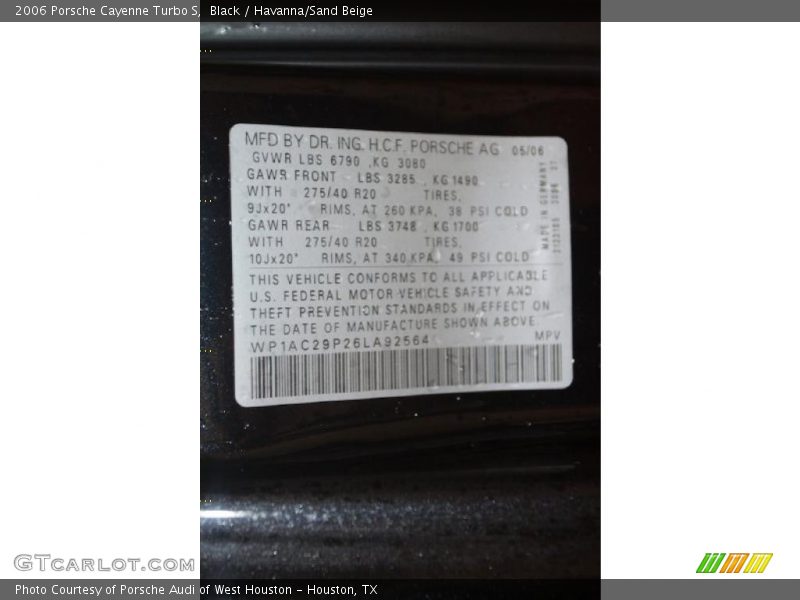 2006 Porsche Cayenne Turbo S, Black / Havanna/Sand Beige
MFD BY DR. ING. H.C.F. PORSCHE AG 05/06
GVWR LBS 6790 ,KG 3080
GAWR FRONT LBS 3285 , KG 1490
WITH 275/40 R20 TIRES,
9Jx20" RIMS, AT 260 KPA, 38 PSI COLD
GAWR REAR LBS 3748 , KG 1700
WITH 275/40 R20 TIRES,
10Jx20" RIMS, AT 340 KPA, 49 PSI COLD
THIS VEHICLE CONFORMS TO ALL APPLICABLE
U.S. FEDERAL MOTOR VEHICLE SAFETY AND
THEFT PREVENTION STANDARDS IN EFFECT ON
THE DATE OF MANUFACTURE SHOWN ABOVE.
WP1AC29P26LA92564 MPV
MADE IN GERMANY
GTcarlot.com
Photo Courtesy of Porsche Audi of West Houston - Houston, TX